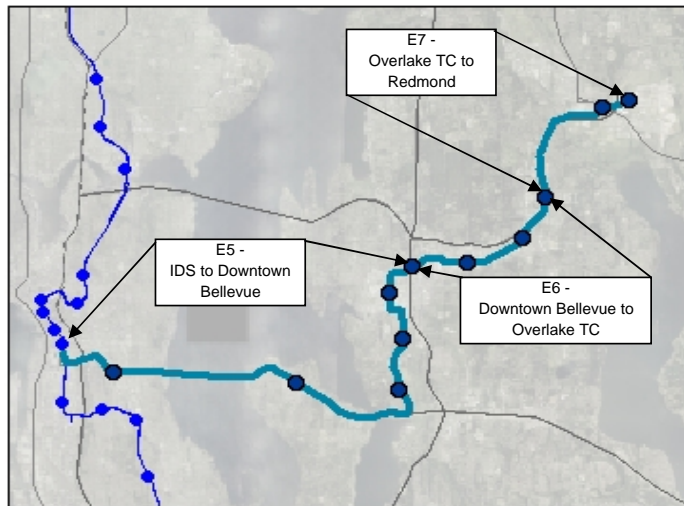 E7 -
Overlake TC to
Redmond
E5 -
IDS to Downtown
Bellevue
E6 -
Downtown Bellevue to
Overlake TC